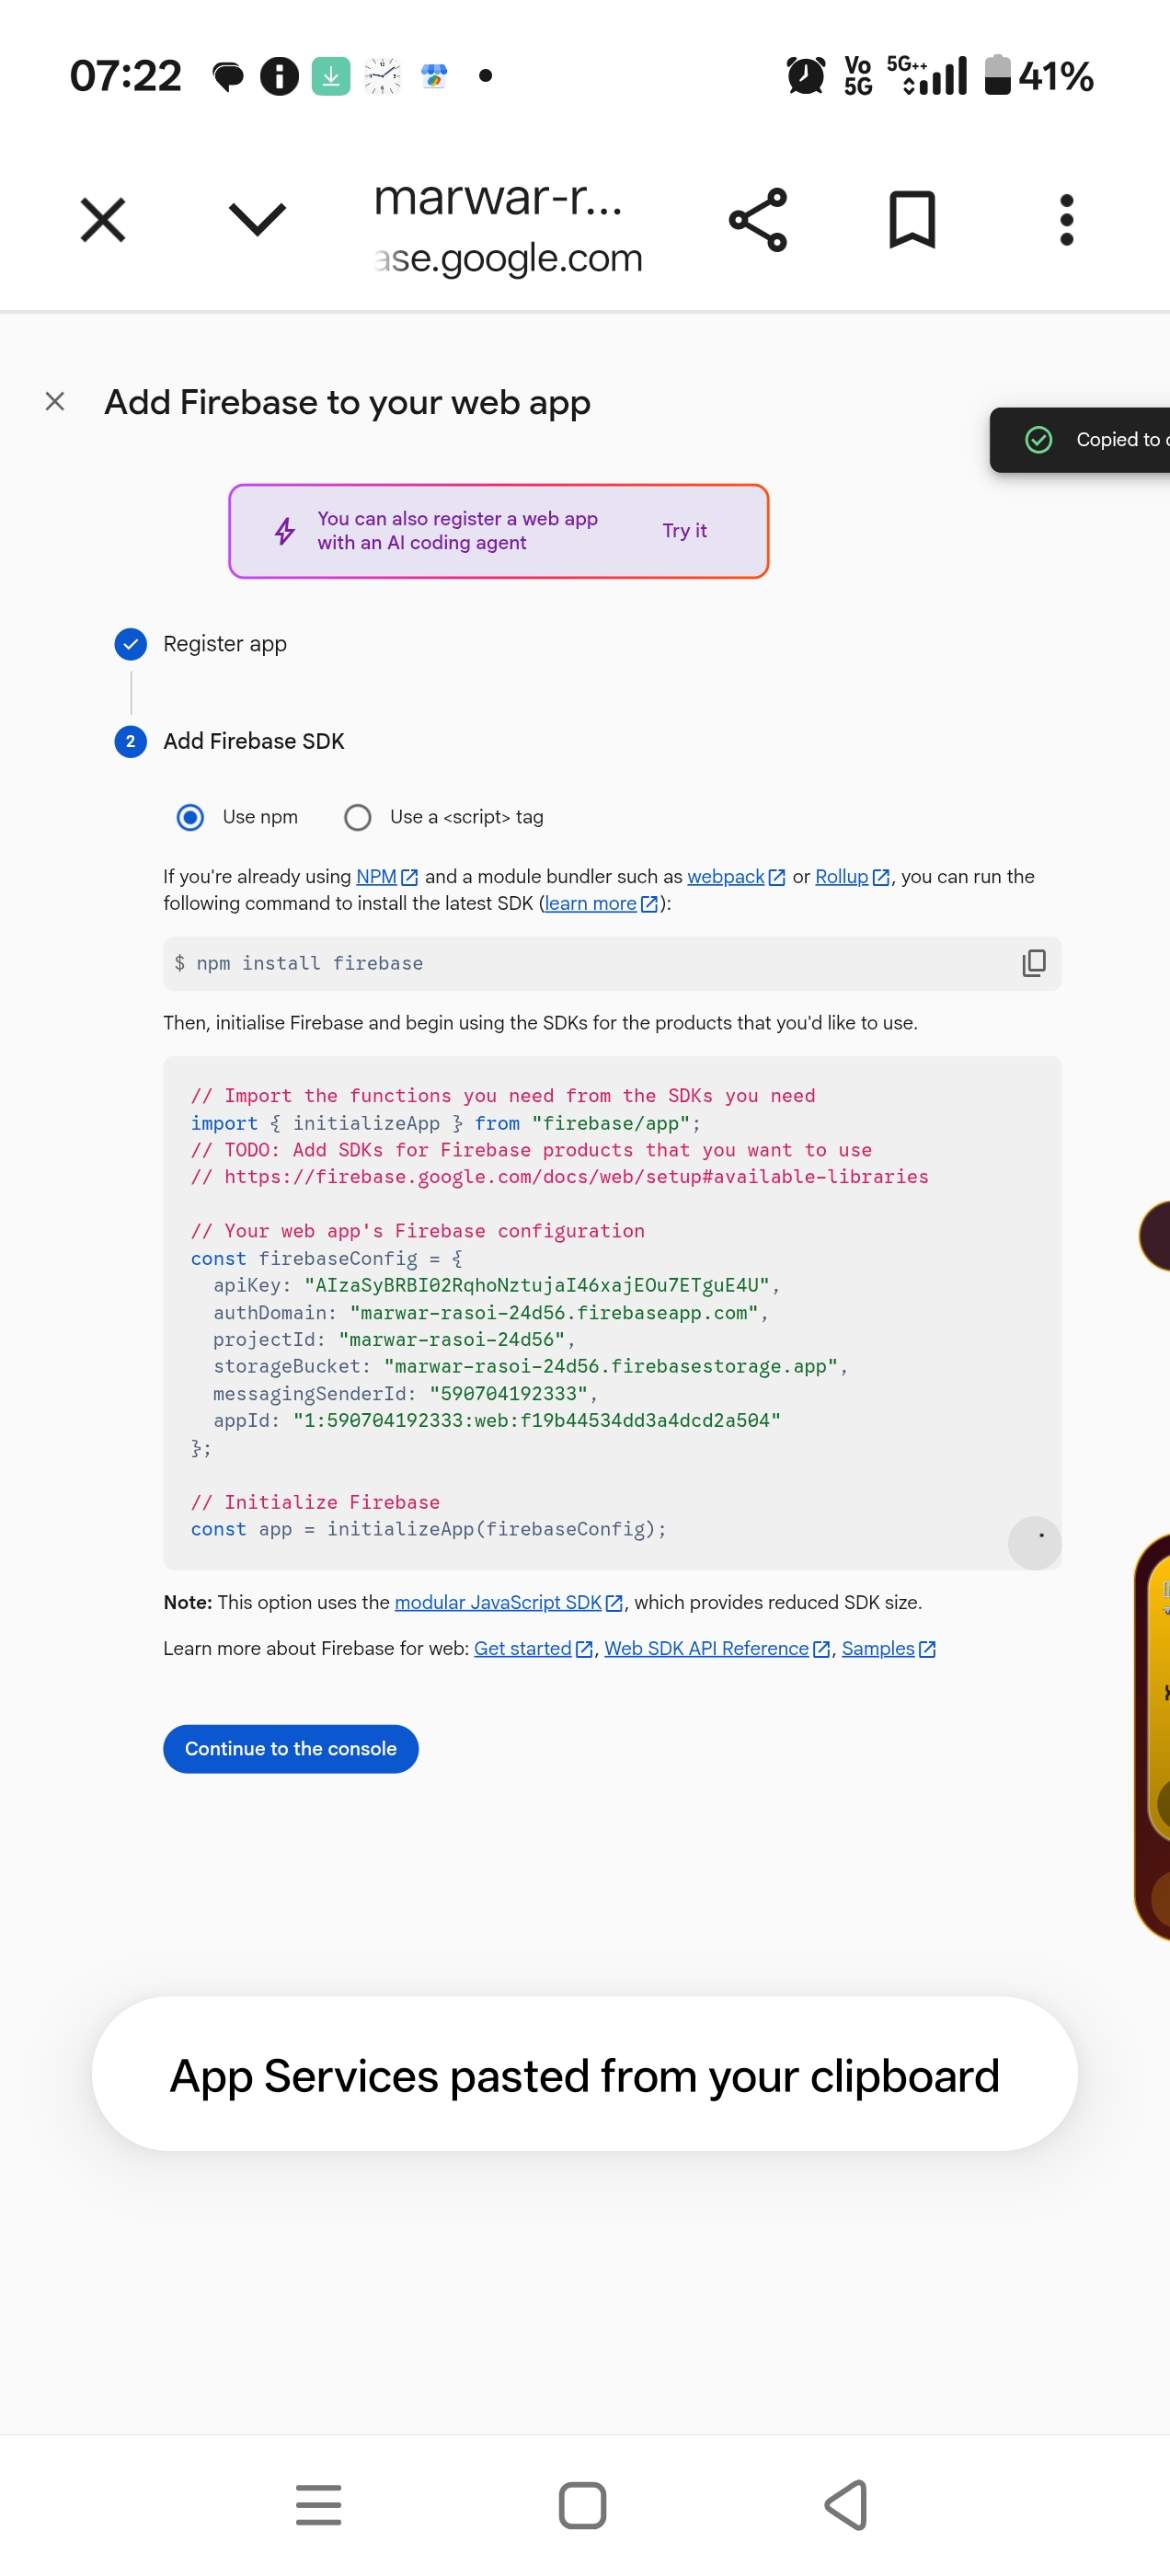 07:22
Vo 5G
5G++
41%
marwar-r...
ase.google.com
Add Firebase to your web app
Copied to
You can also register a web app
with an AI coding agent
Try it
Register app
2 Add Firebase SDK
Use npm
Use a <script> tag
If you're already using NPM and a module bundler such as webpack or Rollup, you can run the
following command to install the latest SDK (learn more):
$ npm install firebase
Then, initialise Firebase and begin using the SDKs for the products that you'd like to use.
// Import the functions you need from the SDKs you need
import { initializeApp } from "firebase/app";
// TODO: Add SDKs for Firebase products that you want to use
// https://firebase.google.com/docs/web/setup#available-libraries
// Your web app's Firebase configuration
const firebaseConfig = {
apiKey: "AIzaSyBRBI02RqhoNztujaI46xajEOu7ETguE4U",
authDomain: "marwar-rasoi-24d56.firebaseapp.com",
projectId: "marwar-rasoi-24d56",
storageBucket: "marwar-rasoi-24d56.firebasestorage.app",
messagingSenderId: "590704192333",
appId: "1:590704192333:web:f19b44534dd3a4dcd2a504"
};
// Initialize Firebase
const app = initializeApp(firebaseConfig);
Note: This option uses the modular JavaScript SDK, which provides reduced SDK size.
Learn more about Firebase for web: Get started, Web SDK API Reference, Samples
Continue to the console
App Services pasted from your clipboard